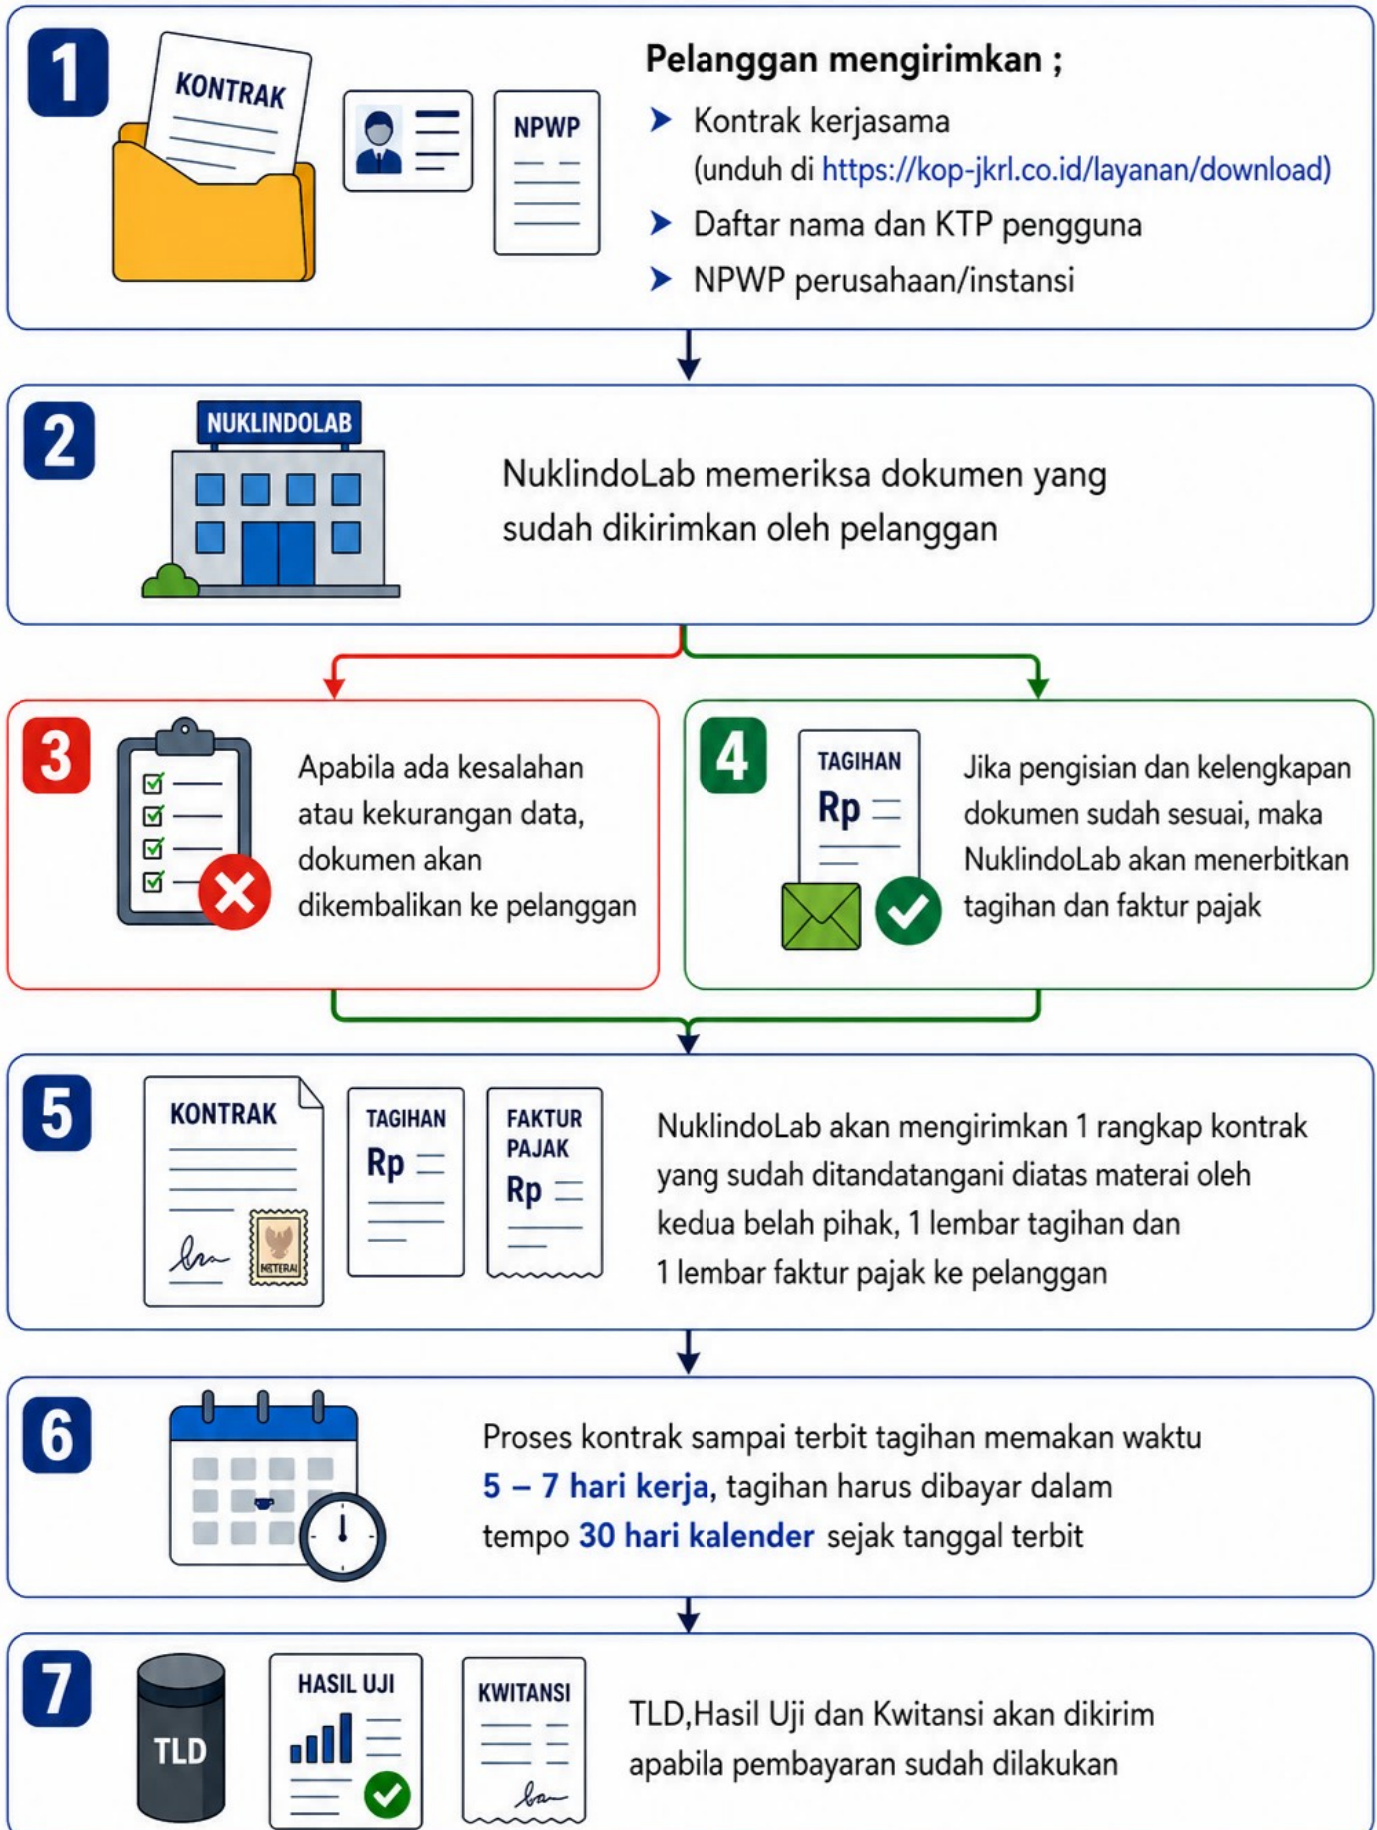 1
KONTRAK
NPWP
Pelanggan mengirimkan ;
Kontrak kerjasama
(unduh di https://kop-jkrl.co.id/layanan/download)
Daftar nama dan KTP pengguna
NPWP perusahaan/instansi
2
NUKLINDOLAB
NuklindoLab memeriksa dokumen yang
sudah dikirimkan oleh pelanggan
3
Apabila ada kesalahan
atau kekurangan data,
dokumen akan
dikembalikan ke pelanggan
4
TAGIHAN
Rp
Jika pengisian dan kelengkapan
dokumen sudah sesuai, maka
NuklindoLab akan menerbitkan
tagihan dan faktur pajak
5
KONTRAK
TAGIHAN
Rp
FAKTUR
PAJAK
Rp
NuklindoLab akan mengirimkan 1 rangkap kontrak
yang sudah ditandatangani diatas materai oleh
kedua belah pihak, 1 lembar tagihan dan
1 lembar faktur pajak ke pelanggan
6
Proses kontrak sampai terbit tagihan memakan waktu
5 – 7 hari kerja, tagihan harus dibayar dalam
tempo 30 hari kalender sejak tanggal terbit
7
TLD
HASIL UJI
KWITANSI
TLD,Hasil Uji dan Kwitansi akan dikirim
apabila pembayaran sudah dilakukan